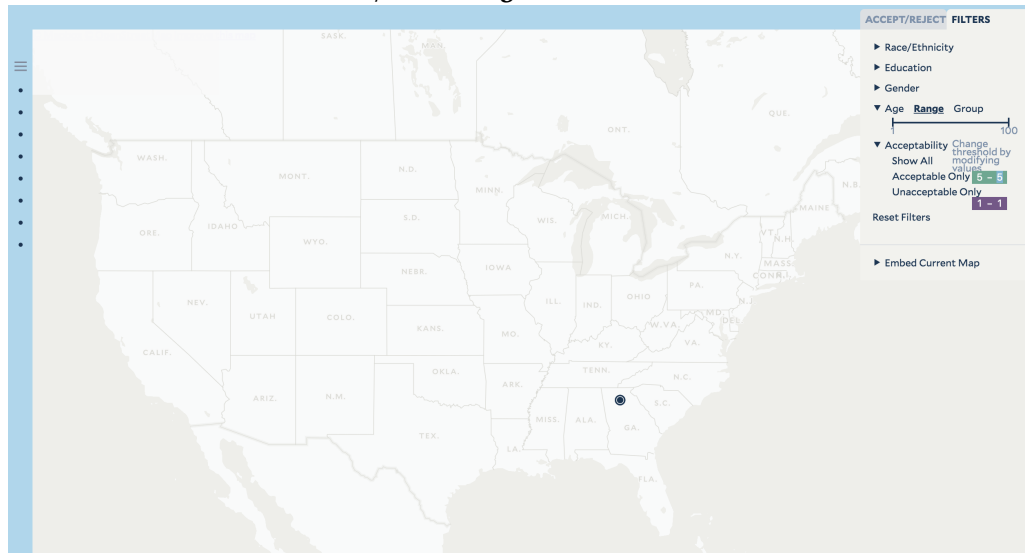 ACCEPT/REJECT FILTERS
Race/Ethnicity
Education
Gender
Age Range Group
1 100
Acceptability Change threshold by modifying values
Show All
Acceptable Only 5 – 5
Unacceptable Only
1 – 1
Reset Filters
Embed Current Map
SASK.
MAN.
ONT.
QUE.
N.B.
WASH.
MONT.
N.D.
MINN.
MAINE
ORE.
IDAHO
S.D.
WIS.
MICH.
VT.
N.H.
WYO.
N.Y.
MASS.
CONN.
R.I.
NEBR.
IOWA
PA.
NEV.
UTAH
COLO.
ILL.
IND.
OHIO
N.J.
MD.
DEL.
CALIF.
KANS.
MO.
W.VA.
KY.
VA.
OKLA.
TENN.
N.C.
ARIZ.
N.M.
ARK.
S.C.
MISS.
ALA.
GA.
TEX.
LA.
FLA.